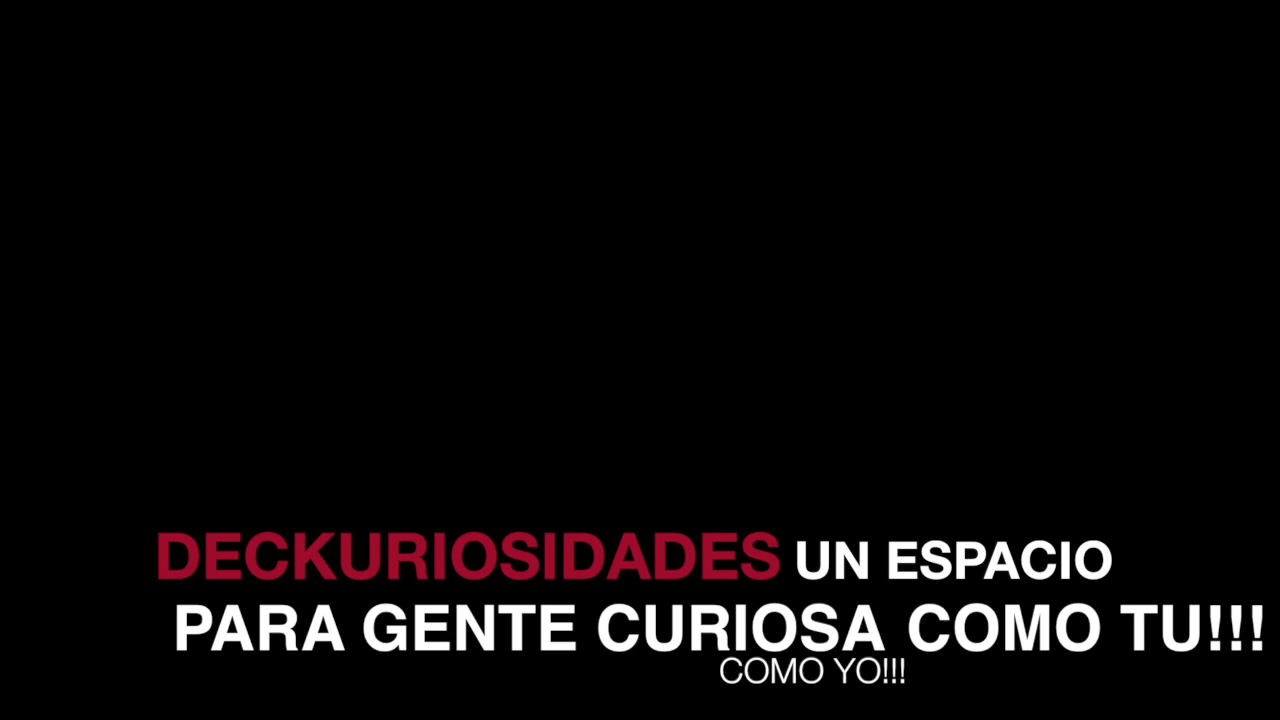 DECKURIOSIDADES UN ESPACIO
PARA GENTE CURIOSA COMO TU!!!
COMO YO!!!